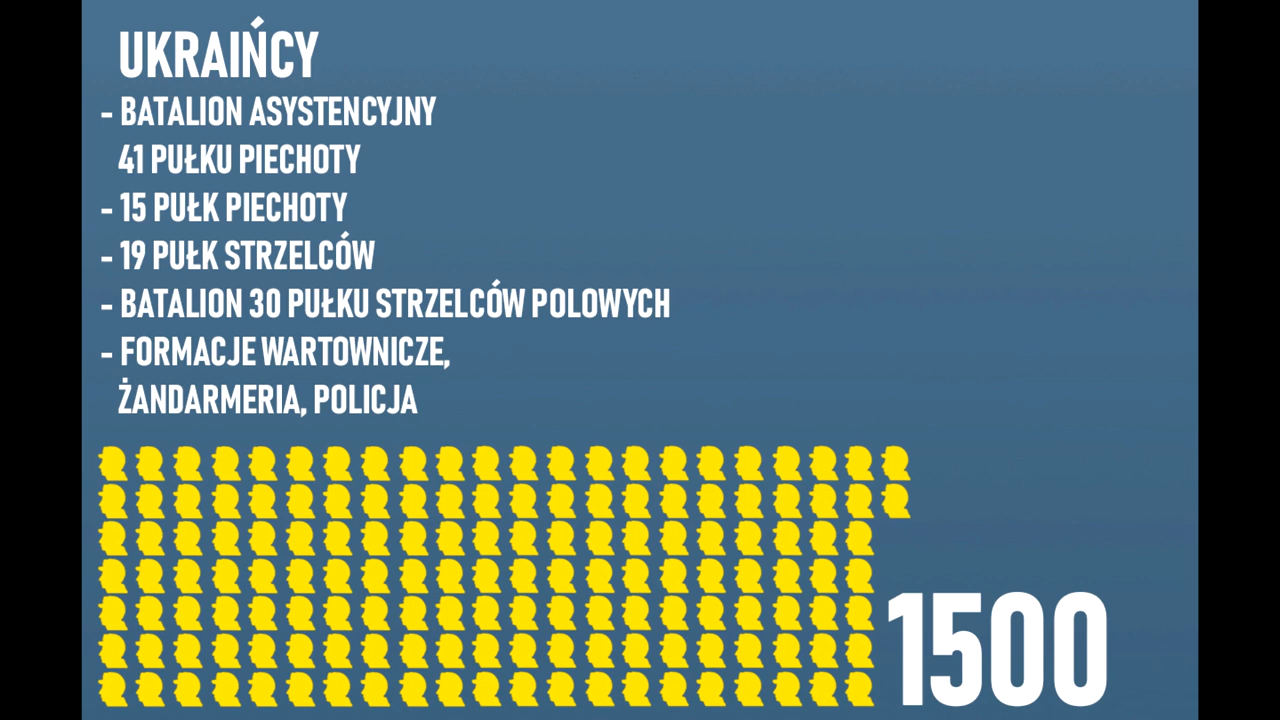 UKRAIŃCY
- BATALION ASYSTENCYJNY
41 PUŁKU PIECHOTY
- 15 PUŁK PIECHOTY
- 19 PUŁK STRZELCÓW
- BATALION 30 PUŁKU STRZELCÓW POLOWYCH
- FORMACJE WARTOWNICZE,
ŻANDARMERIA, POLICJA
1500